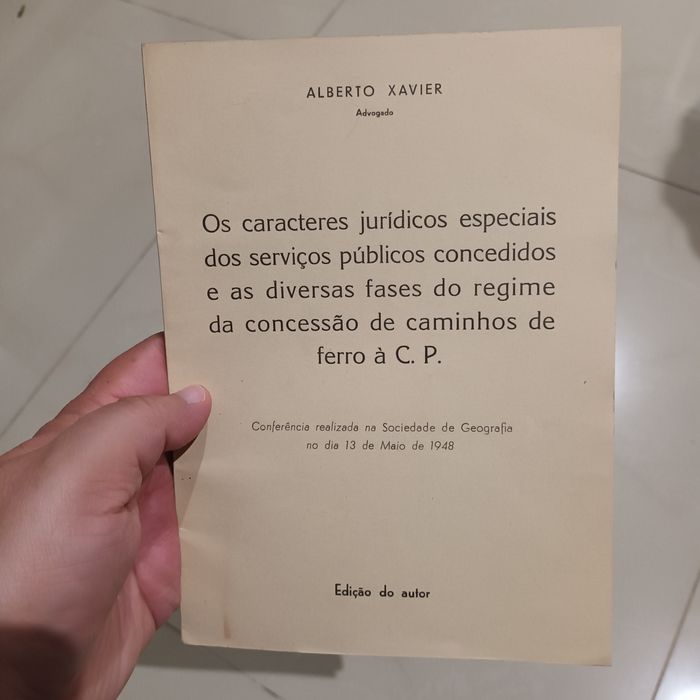 ALBERTO XAVIER
Advogado
Os caracteres jurídicos especiais
dos serviços públicos concedidos
e as diversas fases do regime
da concessão de caminhos de
ferro à C. P.
Conferência realizada na Sociedade de Geografia
no dia 13 de Maio de 1948
Edição do autor